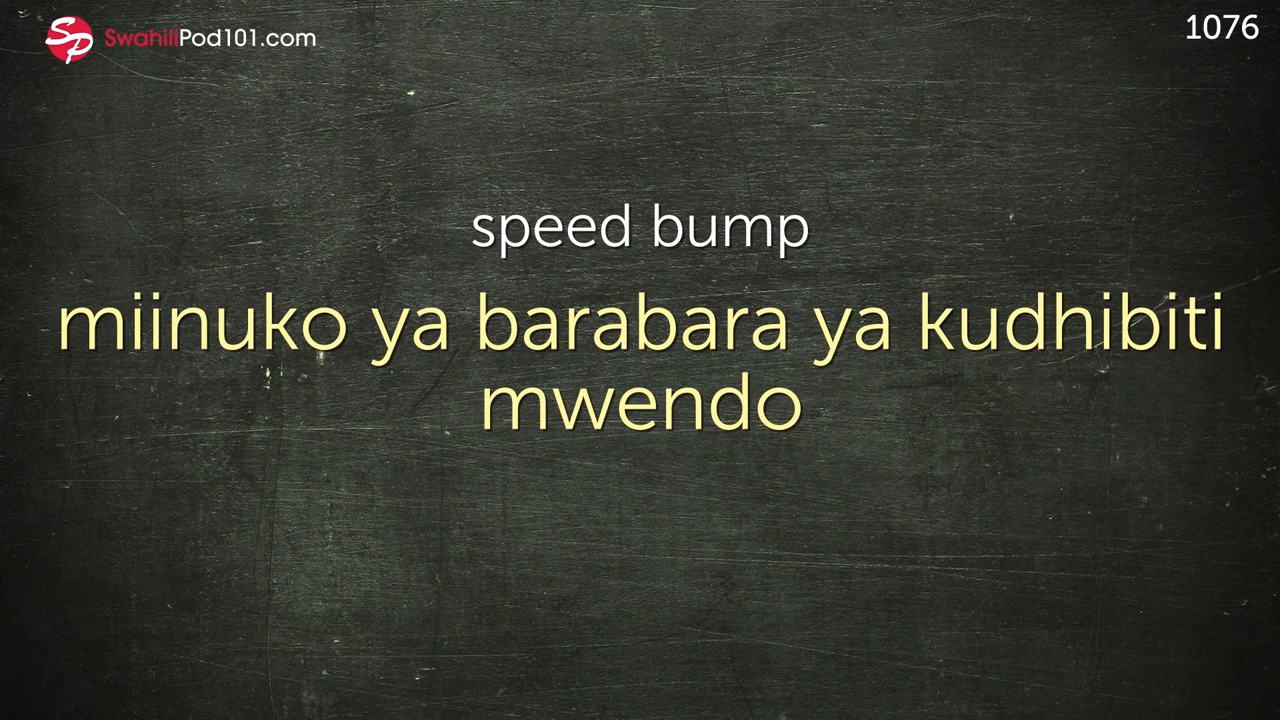 SwahiliPod101.com
1076
speed bump
miinuko ya barabara ya kudhibiti
mwendo